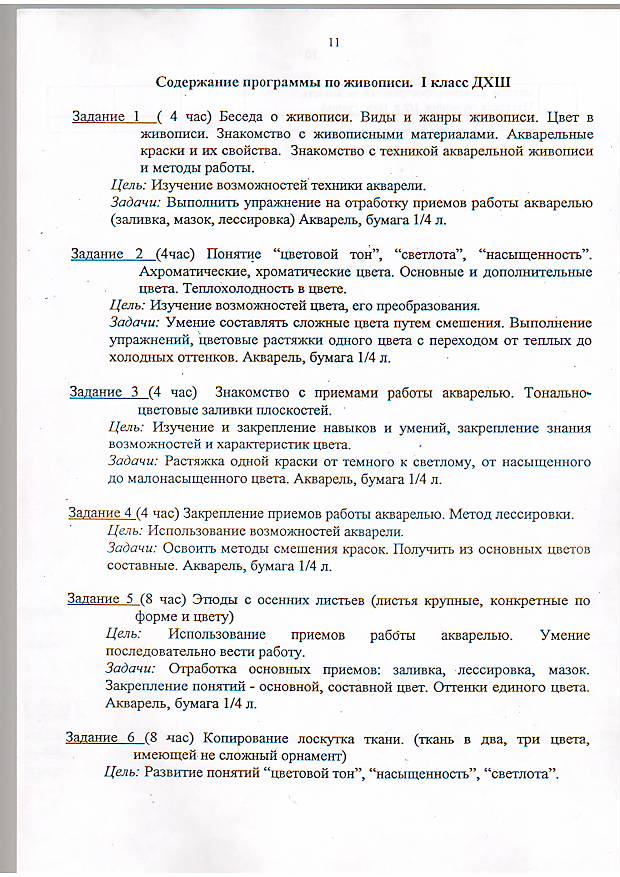 11
Содержание программы по живописи. I класс ДХШ
Задание 1 ( 4 час) Беседа о живописи. Виды и жанры живописи. Цвет в
живописи. Знакомство с живописными материалами. Акварельные
краски и их свойства. Знакомство с техникой акварельной живописи
и методы работы.
Цель: Изучение возможностей техники акварели.
Задачи: Выполнить упражнение на отработку приемов работы акварелью
(заливка, мазок, лессировка) Акварель, бумага 1/4 л.
Задание 2 (4час) Понятие “цветовой тон”, “светлота”, “насыщенность”.
Ахроматические, хроматические цвета. Основные и дополнительные
цвета. Теплохолодность в цвете.
Цель: Изучение возможностей цвета, его преобразования.
Задачи: Умение составлять сложные цвета путем смешения. Выполнение
упражнений, цветовые растяжки одного цвета с переходом от теплых до
холодных оттенков. Акварель, бумага 1/4 л.
Задание 3 (4 час) Знакомство с приемами работы акварелью. Тонально-
цветовые заливки плоскостей.
Цель: Изучение и закрепление навыков и умений, закрепление знания
возможностей и характеристик цвета.
Задачи: Растяжка одной краски от темного к светлому, от насыщенного
до малонасыщенного цвета. Акварель, бумага 1/4 л.
Задание 4 (4 час) Закрепление приемов работы акварелью. Метод лессировки.
Цель: Использование возможностей акварели.
Задачи: Освоить методы смешения красок. Получить из основных цветов
составные. Акварель, бумага 1/4 л.
Задание 5 (8 час) Этюды с осенних листьев (листья крупные, конкретные по
форме и цвету)
Цель: Использование приемов работы акварелью. Умение
последовательно вести работу.
Задачи: Отработка основных приемов: заливка, лессировка, мазок.
Закрепление понятий - основной, составной цвет. Оттенки единого цвета.
Акварель, бумага 1/4 л.
Задание 6 (8 час) Копирование лоскутка ткани. (ткань в два, три цвета,
имеющей не сложный орнамент)
Цель: Развитие понятий “цветовой тон”, “насыщенность”, “светлота”.